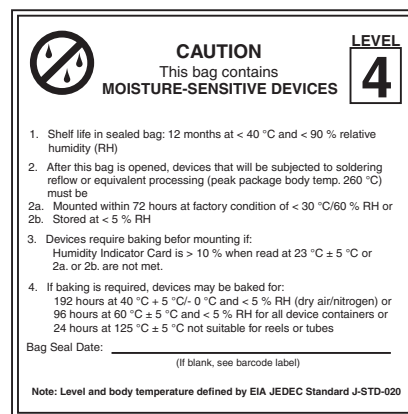 LEVEL
CAUTION
4
This bag contains
MOISTURE-SENSITIVE DEVICES
1. Shelf life in sealed bag: 12 months at < 40 °C and < 90 % relative
humidity (RH)
2. After this bag is opened, devices that will be subjected to soldering
reflow or equivalent processing (peak package body temp. 260 °C)
must be
2a. Mounted within 72 hours at factory condition of < 30 °C/60 % RH or
2b. Stored at < 5 % RH
3. Devices require baking befor mounting if:
Humidity Indicator Card is > 10 % when read at 23 °C ± 5 °C or
2a. or 2b. are not met.
4. If baking is required, devices may be baked for:
192 hours at 40 °C + 5 °C/- 0 °C and < 5 % RH (dry air/nitrogen) or
96 hours at 60 °C ± 5 °C and < 5 % RH for all device containers or
24 hours at 125 °C ± 5 °C not suitable for reels or tubes
Bag Seal Date:
(If blank, see barcode label)
Note: Level and body temperature defined by EIA JEDEC Standard J-STD-020